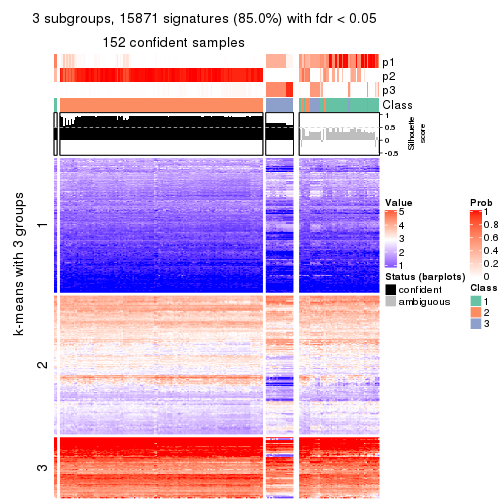 3 subgroups, 15871 signatures (85.0%) with fdr < 0.05
152 confident samples
p1
p2
p3
Class
1
0.5
0
-0.5
Silhouette
score
k-means with 3 groups
1
2
3
Value
5
4
3
2
1
Status (barplots)
confident
ambiguous
Prob
1
0.8
0.6
0.4
0.2
0
Class
1
2
3